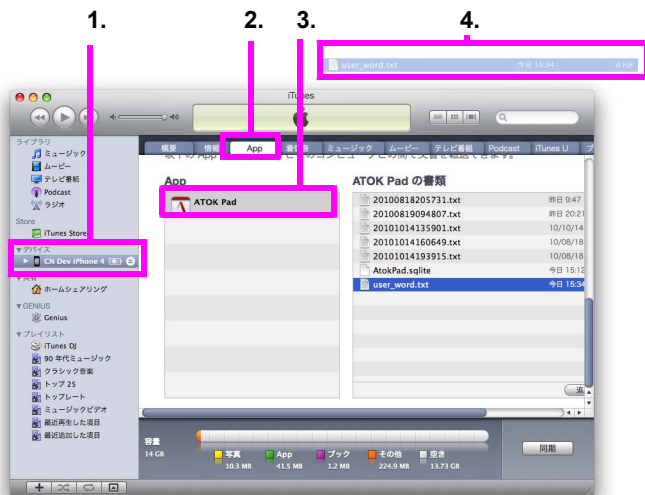 1.
2.
3.
4.
user_word.txt 今日 15:34 8 KB
iTunes
ライブラリ
ミュージック
ムービー
テレビ番組
Podcast
ラジオ
Store
iTunes Store
デバイス
CN Dev iPhone 4
共有
ホームシェアリング
GENIUS
Genius
プレイリスト
iTunes DJ
90 年代ミュージック
クラシック音楽
トップ 25
トップレート
ミュージックビデオ
最近再生した項目
最近追加した項目
概要 情報 App 着信音 ミュージック ムービー テレビ番組 Podcast iTunes U ブ
App
ATOK Pad
ATOK Pad の書類
20100818205731.txt 昨日 9:47
20100819094807.txt 昨日 20:21
20101014135901.txt 10/10/14
20101014160649.txt 10/08/18
20101014193915.txt 10/08/18
AtokPad.sqlite 今日 15:12
user_word.txt 今日 15:34
追
容量
14 GB
写真
10.3 MB
App
41.5 MB
ブック
1.2 MB
その他
224.9 MB
空き
13.73 GB
同期